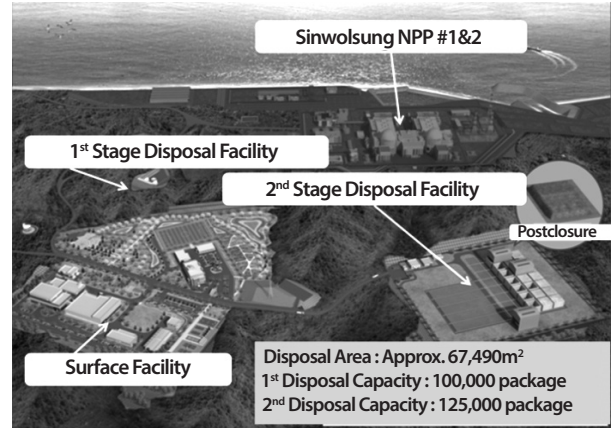 Sinwolsung NPP #1&2
1st Stage Disposal Facility
2nd Stage Disposal Facility
Postclosure
Surface Facility
Disposal Area : Approx. 67,490m²
1st Disposal Capacity : 100,000 package
2nd Disposal Capacity : 125,000 package